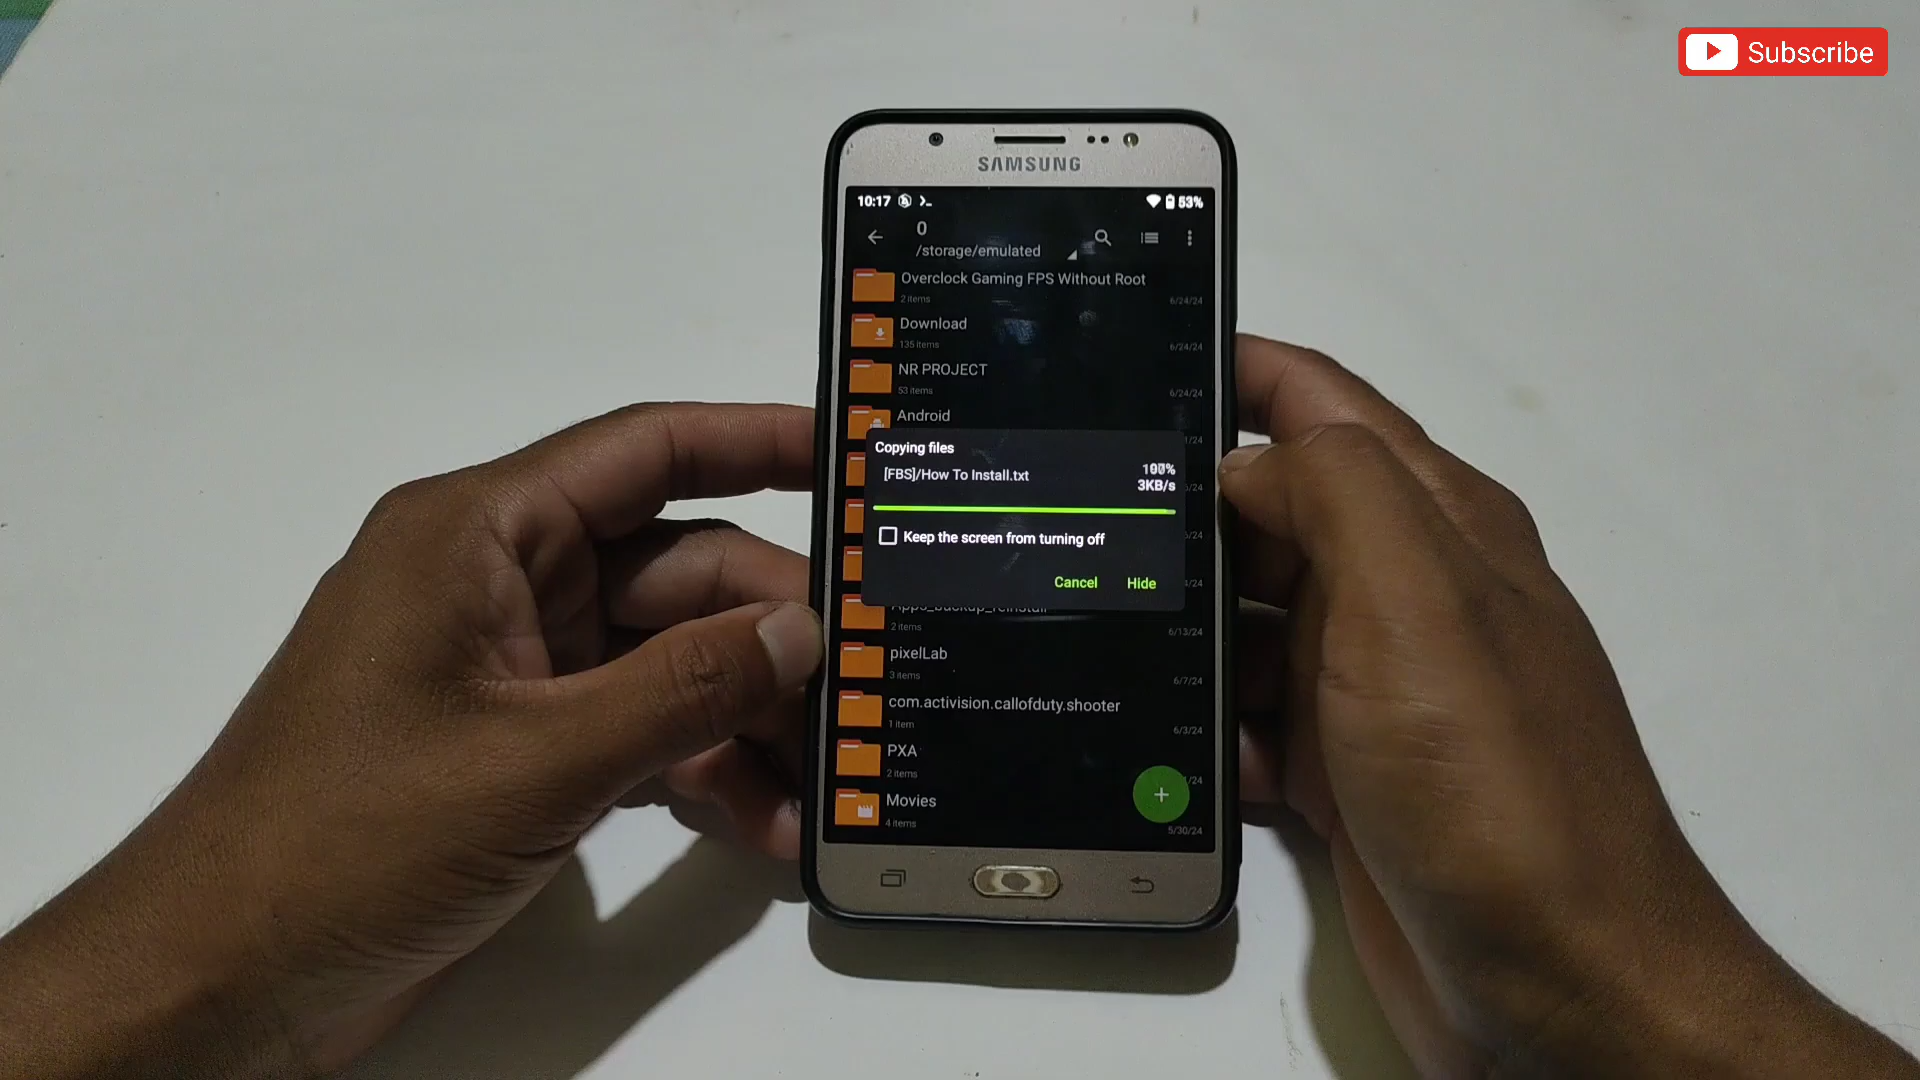 Subscribe
SAMSUNG
10:17
53%
0
/storage/emulated
Overclock Gaming FPS Without Root
2 items
6/24/24
Download
135 items
6/24/24
NR PROJECT
53 items
6/24/24
Android
Copying files
[FBS]/How To Install.txt
3KB/s
Keep the screen from turning off
Cancel
Hide
Apps_backup_reinstall
2 items
6/13/24
pixelLab
3 items
6/7/24
com.activision.callofduty.shooter
1 item
6/3/24
PXA
2 items
Movies
4 items
5/30/24